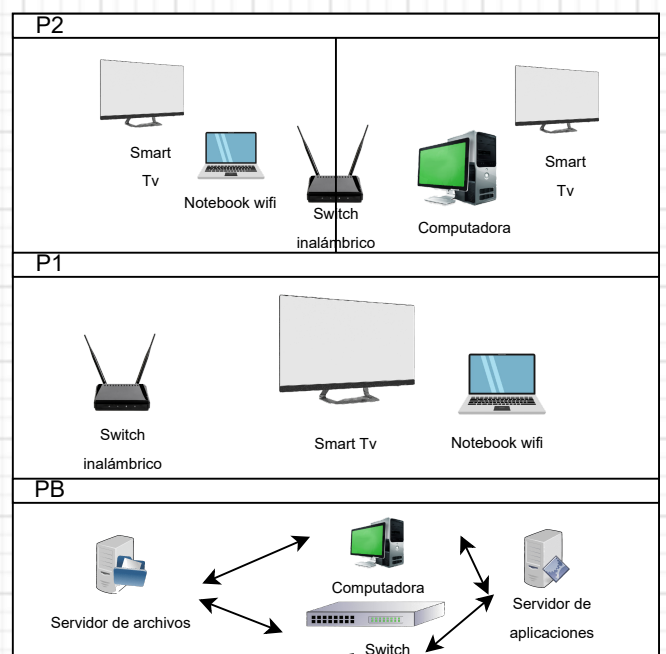 P2
Smart
Tv
Notebook wifi
Switch
inalámbrico
Computadora
Smart
Tv
P1
Switch
inalámbrico
Smart Tv
Notebook wifi
PB
Servidor de archivos
Computadora
Switch
Servidor de
aplicaciones